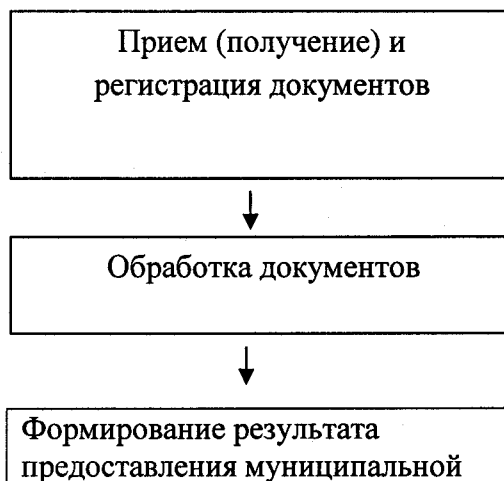 Прием (получение) и
регистрация документов
Обработка документов
Формирование результата
предоставления муниципальной